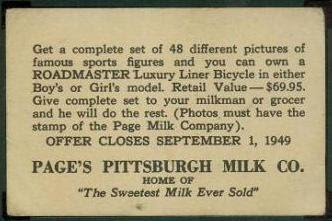 Get a complete set of 48 different pictures of
famous sports figures and you can own a
ROADMASTER Luxury Liner Bicycle in either
Boy's or Girl's model. Retail Value—$69.95.
Give complete set to your milkman or grocer
and he will do the rest. (Photos must have the
stamp of the Page Milk Company).
OFFER CLOSES SEPTEMBER 1, 1949
PAGE'S PITTSBURGH MILK CO.
HOME OF
"The Sweetest Milk Ever Sold"